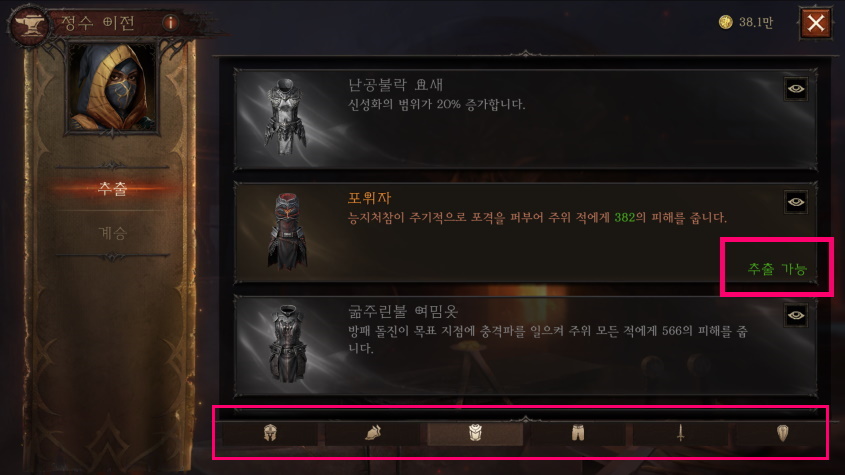 정수 이전
38.1만
추출
계승
난공불락 요새
신성화의 범위가 20% 증가합니다.
포위자
능지처참이 주기적으로 포격을 퍼부어 주위 적에게 382의 피해를 줍니다.
추출 가능
굶주린불 여밈옷
방패 돌진이 목표 지점에 충격파를 일으켜 주위 모든 적에게 566의 피해를 줍
니다.